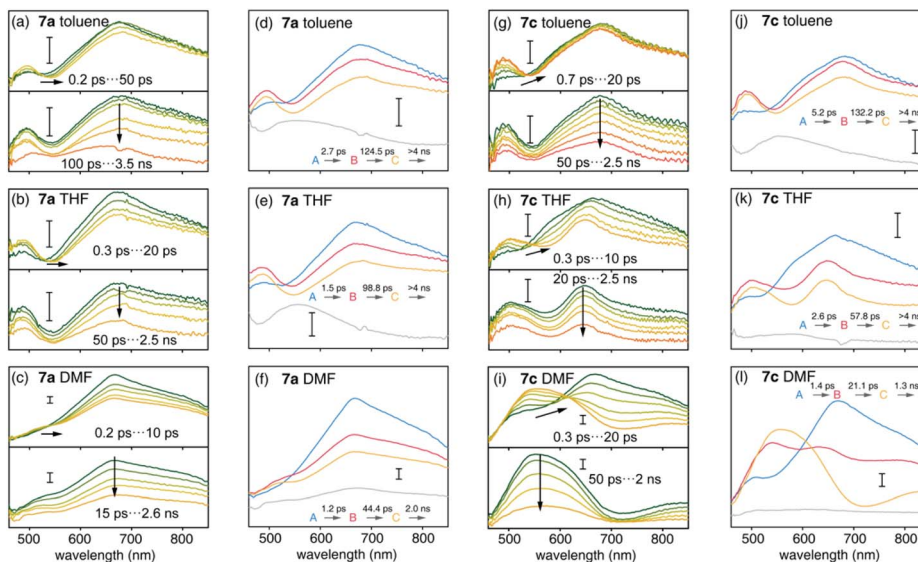 (a) 7a toluene
0.2 ps···50 ps
100 ps···3.5 ns
(b) 7a THF
0.3 ps···20 ps
50 ps···2.5 ns
(c) 7a DMF
0.2 ps···10 ps
15 ps···2.6 ns
500 600 700 800
wavelength (nm)
(d) 7a toluene
2.7 ps 124.5 ps >4 ns
A B C
(e) 7a THF
1.5 ps 98.8 ps >4 ns
A B C
(f) 7a DMF
1.2 ps 44.4 ps 2.0 ns
A B C
500 600 700 800
wavelength (nm)
(g) 7c toluene
0.7 ps···20 ps
50 ps···2.5 ns
(h) 7c THF
0.3 ps···10 ps
20 ps···2.5 ns
(i) 7c DMF
0.3 ps···20 ps
50 ps···2 ns
500 600 700 800
wavelength (nm)
(j) 7c toluene
5.2 ps 132.2 ps >4 ns
A B C
(k) 7c THF
2.6 ps 57.8 ps >4 ns
A B C
(l) 7c DMF
1.4 ps 21.1 ps 1.3 ns
A B C
500 600 700 800
wavelength (nm)